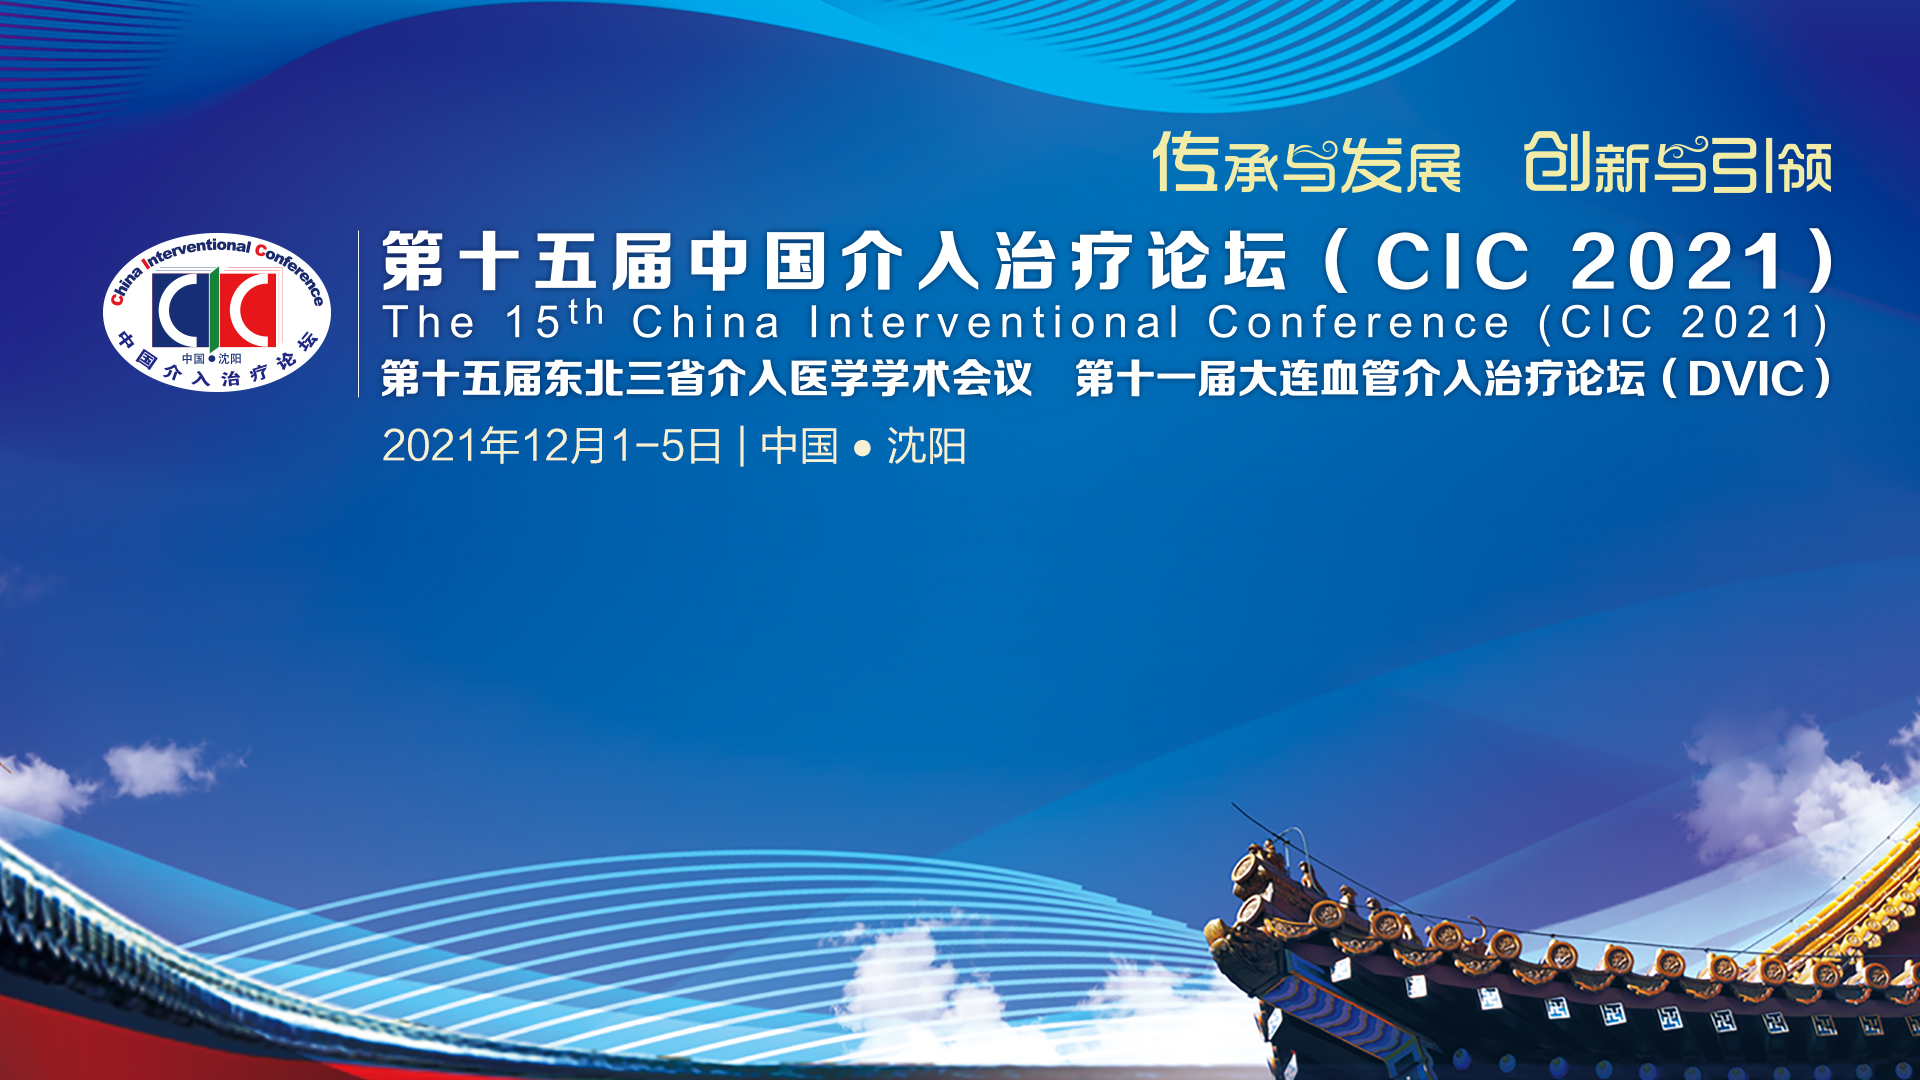 传承与发展 创新与引领
China Interventional Conference
CIC
中国●沈阳
中国介入治疗论坛
第十五届中国介入治疗论坛（CIC 2021）
The 15th China Interventional Conference (CIC 2021)
第十五届东北三省介入医学学术会议 第十一届大连血管介入治疗论坛（DVIC）
2021年12月1-5日 | 中国 ● 沈阳